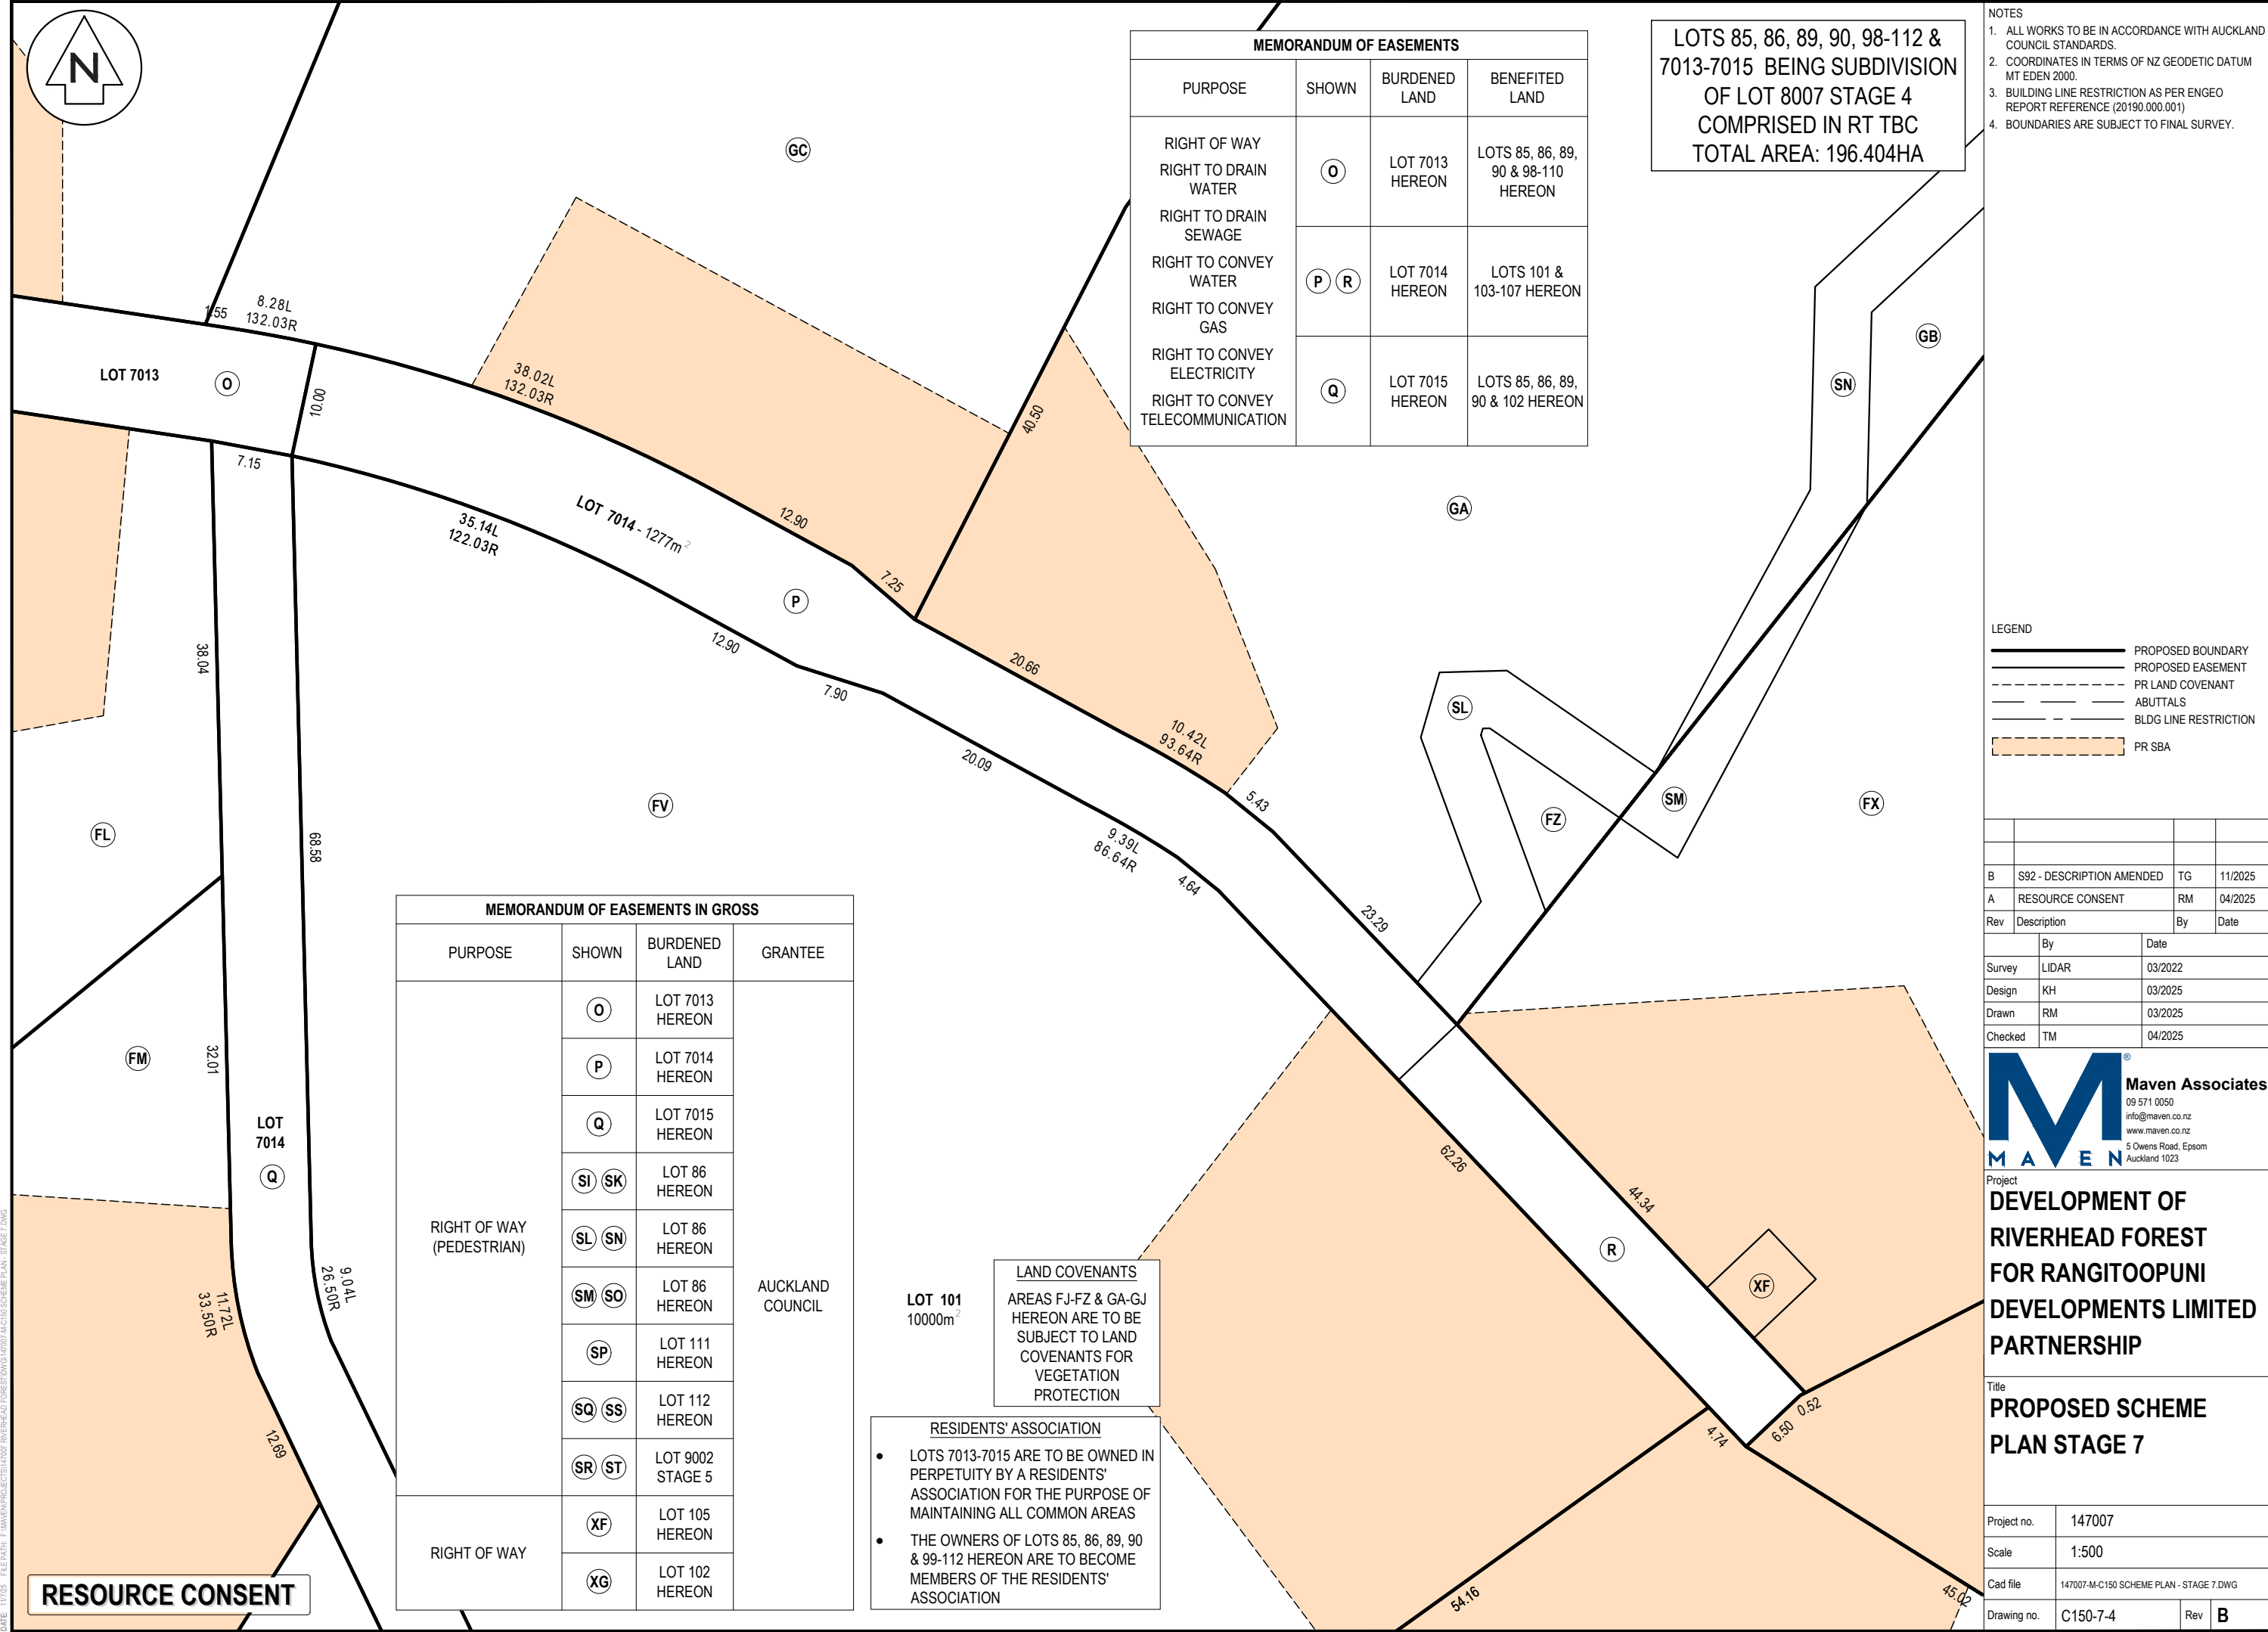 N
GC
MEMORANDUM OF EASEMENTS
PURPOSE
SHOWN
BURDENED
LAND
BENEFITED
LAND
RIGHT OF WAY
RIGHT TO DRAIN
WATER
RIGHT TO DRAIN
SEWAGE
RIGHT TO CONVEY
WATER
RIGHT TO CONVEY
GAS
RIGHT TO CONVEY
ELECTRICITY
RIGHT TO CONVEY
TELECOMMUNICATION
O
LOT 7013
HEREON
LOTS 85, 86, 89,
90 & 98-110
HEREON
P R
LOT 7014
HEREON
LOTS 101 &
103-107 HEREON
Q
LOT 7015
HEREON
LOTS 85, 86, 89,
90 & 102 HEREON
LOTS 85, 86, 89, 90, 98-112 &
7013-7015 BEING SUBDIVISION
OF LOT 8007 STAGE 4
COMPRISED IN RT TBC
TOTAL AREA: 196.404HA
NOTES
1. ALL WORKS TO BE IN ACCORDANCE WITH AUCKLAND
COUNCIL STANDARDS.
2. COORDINATES IN TERMS OF NZ GEODETIC DATUM
MT EDEN 2000.
3. BUILDING LINE RESTRICTION AS PER ENGEO
REPORT REFERENCE (20190.000.001)
4. BOUNDARIES ARE SUBJECT TO FINAL SURVEY.
8.28L
132.03R
LOT 7013
O
10.00
7.15
38.02L
132.03R
40.50
35.14L
122.03R
LOT 7014 - 1277m2
12.90
7.25
P
12.90
7.90
20.66
20.09
10.42L
93.64R
5.43
9.39L
86.64R
4.64
23.29
GA
GB
SN
SL
SM
FZ
FX
FV
FL
FM
38.04
68.58
32.01
LOT
7014
Q
9.04L
26.50R
11.72L
33.50R
12.69
62.26
44.34
R
XF
0.52
6.50
4.74
54.16
45.02
LEGEND
PROPOSED BOUNDARY
PROPOSED EASEMENT
PR LAND COVENANT
ABUTTALS
BLDG LINE RESTRICTION
PR SBA
MEMORANDUM OF EASEMENTS IN GROSS
PURPOSE
SHOWN
BURDENED
LAND
GRANTEE
RIGHT OF WAY
(PEDESTRIAN)
O
LOT 7013
HEREON
P
LOT 7014
HEREON
Q
LOT 7015
HEREON
SI SK
LOT 86
HEREON
SL SN
LOT 86
HEREON
SM SO
LOT 86
HEREON
SP
LOT 111
HEREON
SQ SS
LOT 112
HEREON
SR ST
LOT 9002
STAGE 5
RIGHT OF WAY
XF
LOT 105
HEREON
XG
LOT 102
HEREON
AUCKLAND
COUNCIL
LOT 101
10000m2
LAND COVENANTS
AREAS FJ-FZ & GA-GJ
HEREON ARE TO BE
SUBJECT TO LAND
COVENANTS FOR
VEGETATION
PROTECTION
RESIDENTS' ASSOCIATION
• LOTS 7013-7015 ARE TO BE OWNED IN
PERPETUITY BY A RESIDENTS'
ASSOCIATION FOR THE PURPOSE OF
MAINTAINING ALL COMMON AREAS
• THE OWNERS OF LOTS 85, 86, 89, 90
& 99-112 HEREON ARE TO BECOME
MEMBERS OF THE RESIDENTS'
ASSOCIATION
RESOURCE CONSENT
B S92 - DESCRIPTION AMENDED TG 11/2025
A RESOURCE CONSENT RM 04/2025
Rev Description By Date
By Date
Survey LIDAR 03/2022
Design KH 03/2025
Drawn RM 03/2025
Checked TM 04/2025
MAVEN
®
Maven Associates
09 571 0050
info@maven.co.nz
www.maven.co.nz
5 Owens Road, Epsom
Auckland 1023
Project
DEVELOPMENT OF
RIVERHEAD FOREST
FOR RANGITOOPUNI
DEVELOPMENTS LIMITED
PARTNERSHIP
Title
PROPOSED SCHEME
PLAN STAGE 7
Project no. 147007
Scale 1:500
Cad file 147007-M-C150 SCHEME PLAN - STAGE 7.DWG
Drawing no. C150-7-4 Rev B